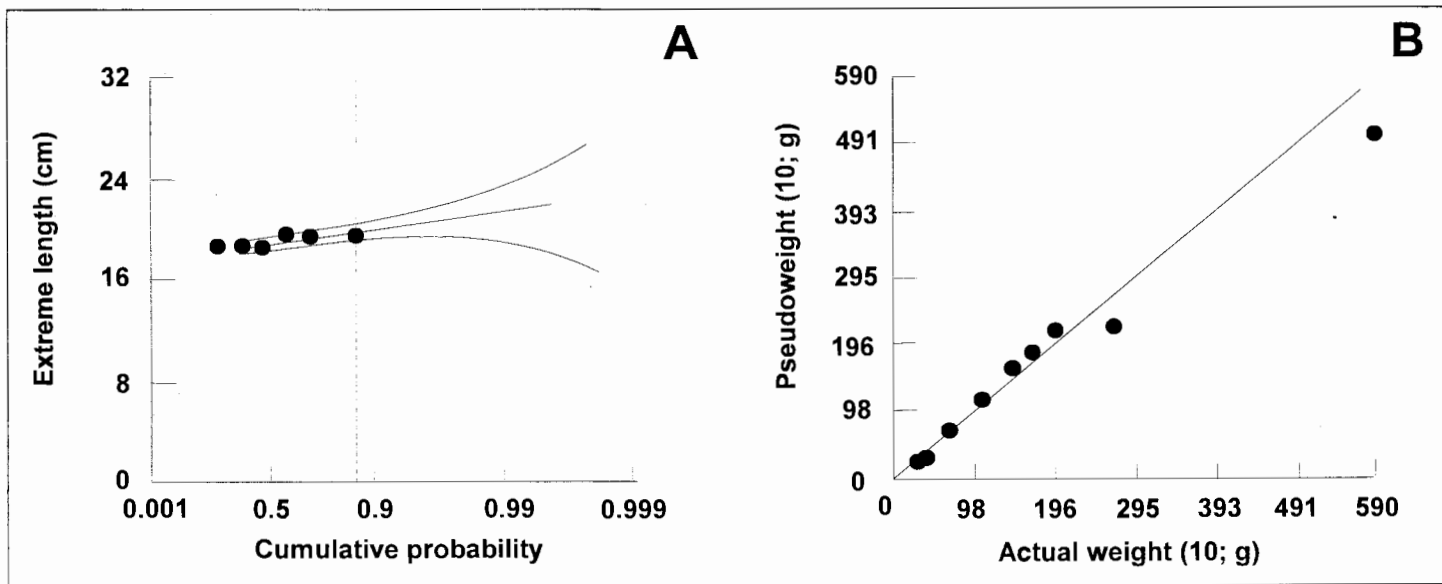 A
32
24
16
8
0
0.001 0.5 0.9 0.99 0.999
Extreme length (cm)
Cumulative probability
B
590
491
393
295
196
98
0
0 98 196 295 393 491 590
Pseudoweight (10; g)
Actual weight (10; g)